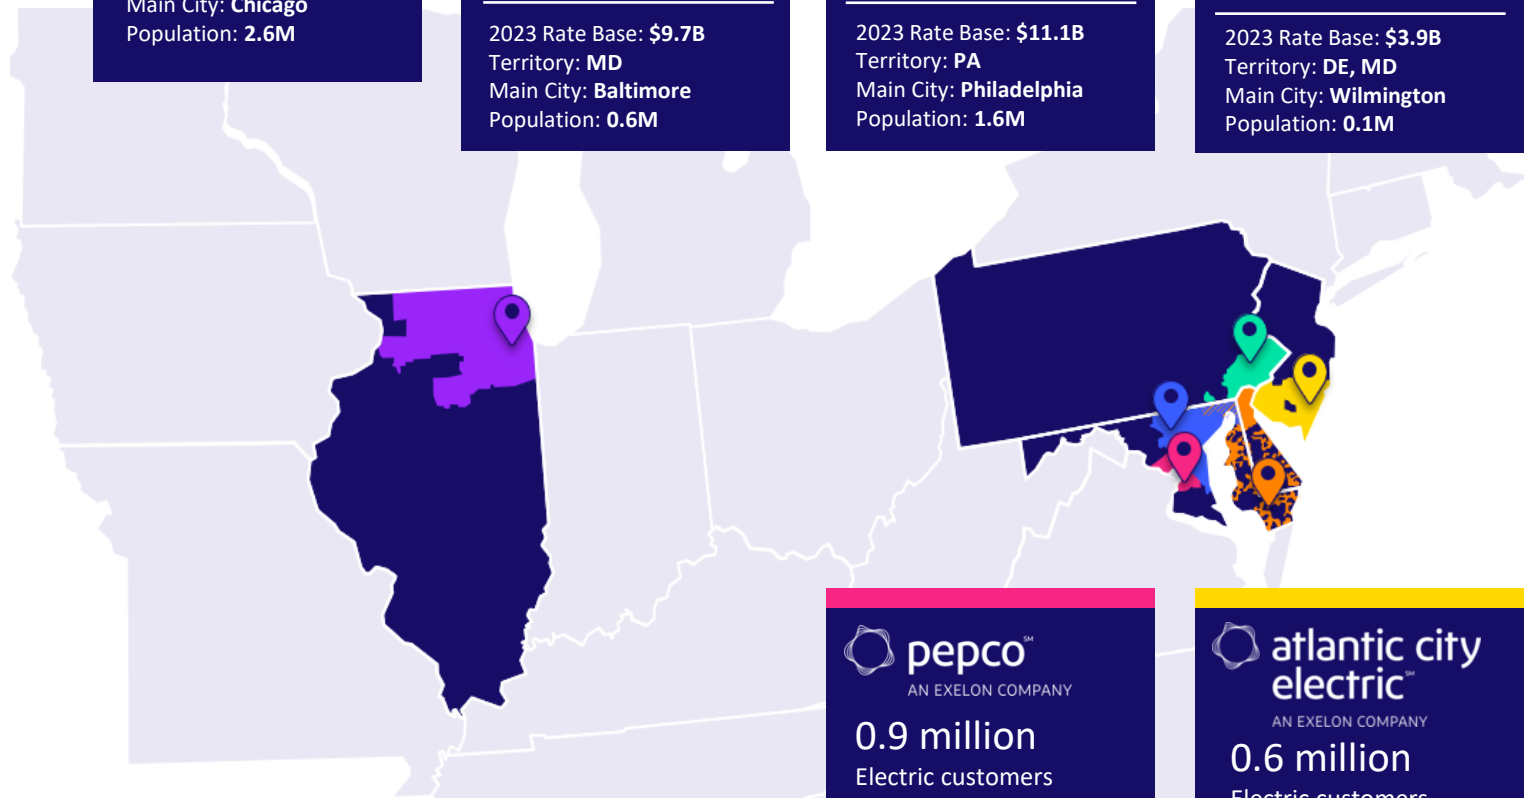 Main City: Chicago
Population: 2.6M
2023 Rate Base: $9.7B
Territory: MD
Main City: Baltimore
Population: 0.6M
2023 Rate Base: $11.1B
Territory: PA
Main City: Philadelphia
Population: 1.6M
2023 Rate Base: $3.9B
Territory: DE, MD
Main City: Wilmington
Population: 0.1M
pepco℠
AN EXELON COMPANY
0.9 million
Electric customers
atlantic city
electric℠
AN EXELON COMPANY
0.6 million
Electric customers